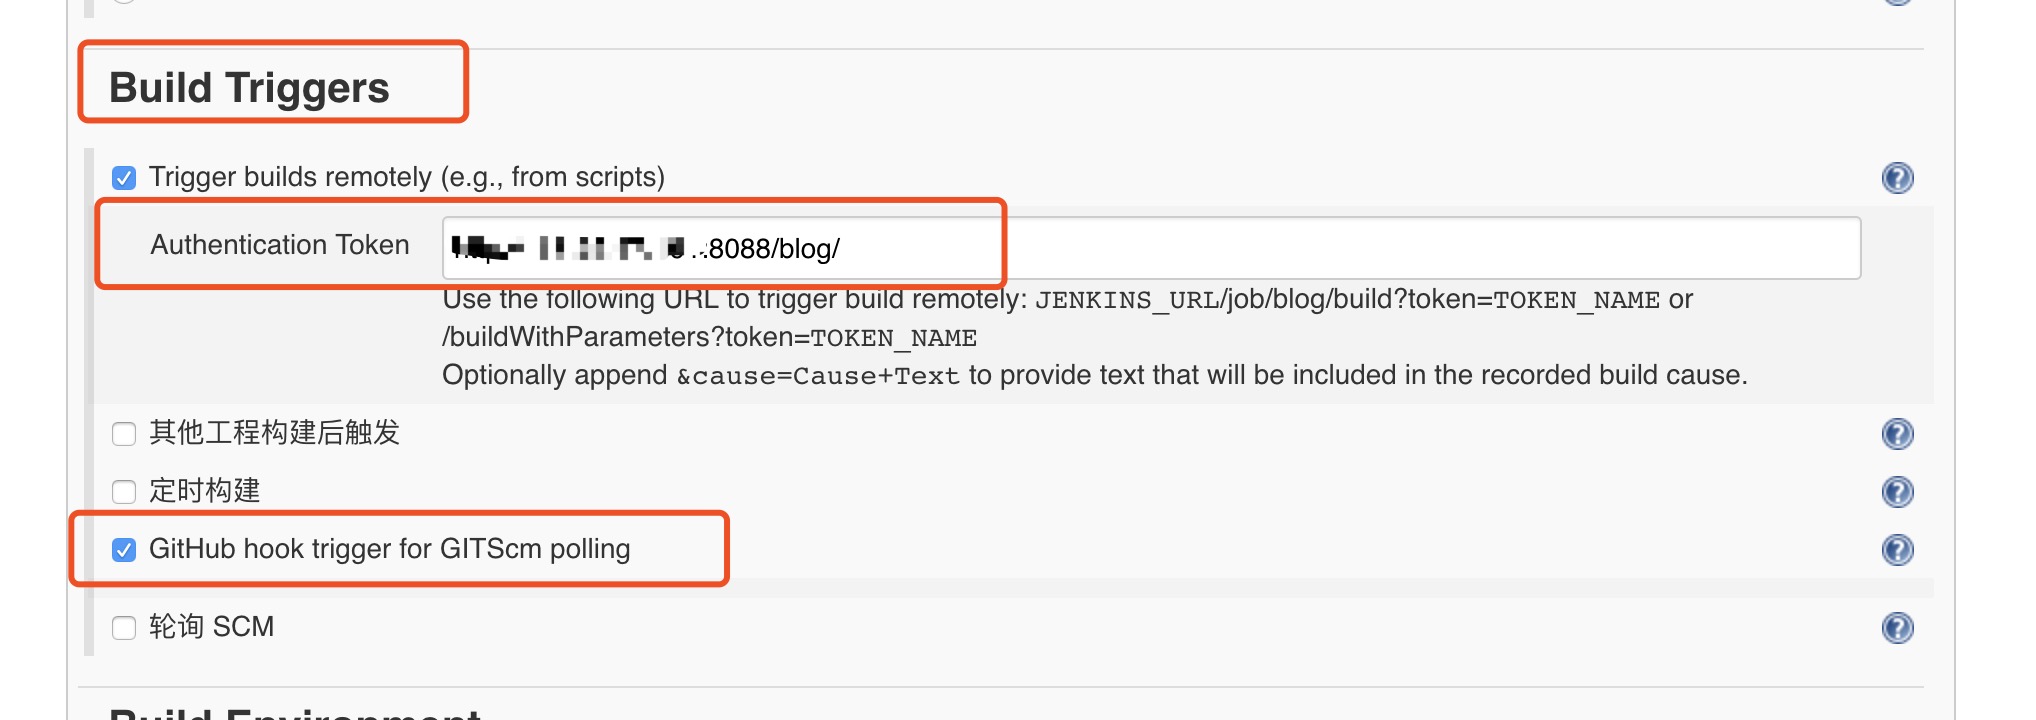 Build Triggers
Trigger builds remotely (e.g., from scripts)
Authentication Token
:8088/blog/
Use the following URL to trigger build remotely: JENKINS_URL/job/blog/build?token=TOKEN_NAME or
/buildWithParameters?token=TOKEN_NAME
Optionally append &cause=Cause+Text to provide text that will be included in the recorded build cause.
其他工程构建后触发
定时构建
GitHub hook trigger for GITScm polling
轮询 SCM
Build Environment